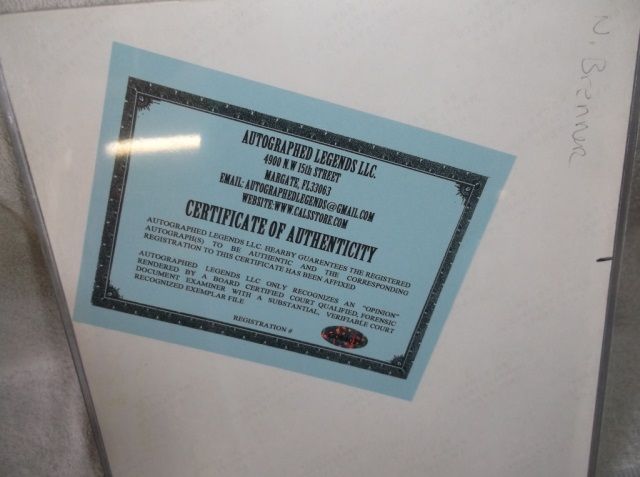 AUTOGRAPHED LEGENDS LLC.
4900 N.W 15th STREET
MARGATE, FL33063
EMAIL: AUTOGRAPHEDLEGENDS@GMAIL.COM
WEBSITE:WWW.CALSSTORE.COM
CERTIFICATE OF AUTHENTICITY
AUTOGRAPHED LEGENDS LLC. HEARBY GUARENTEES THE REGISTERED
AUTOGRAPH(S) TO BE AUTHENTIC AND THE CORRESPONDING
REGISTRATION TO THIS CERTIFICATE HAS BEEN AFFIXED
AUTOGRAPHED LEGENDS LLC ONLY RECOGNIZES AN "OPINION"
RENDERED BY A BOARD CERTIFIED COURT QUALIFIED, FORENSIC
DOCUMENT EXAMINER WITH A SUBSTANTIAL, VERIFIABLE COURT
RECOGNIZED EXEMPLAR FILE
REGISTRATION #
N. Brennan